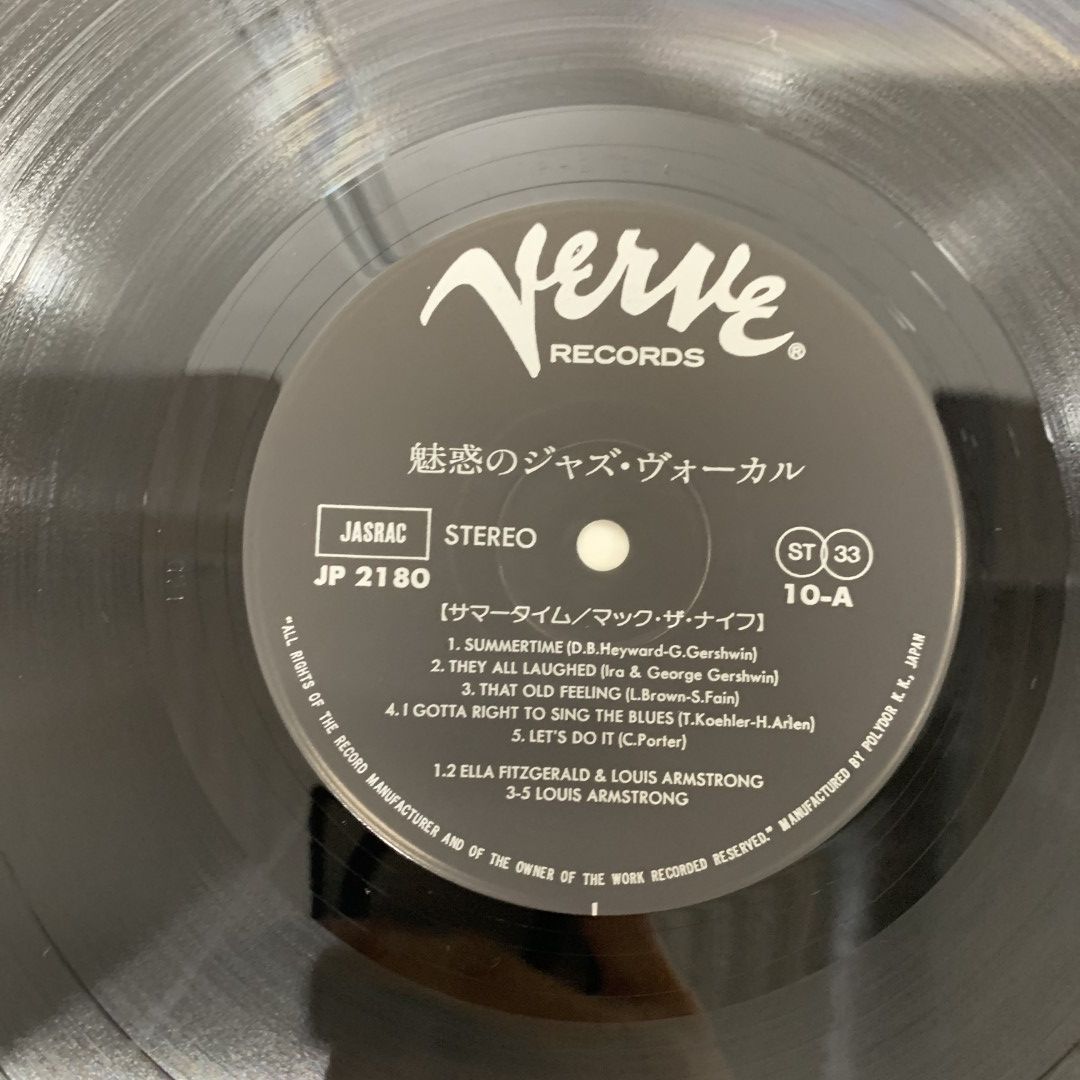 VERVE
RECORDS®
魅惑のジャズ・ヴォーカル
JASRAC STEREO ST 33
JP 2180 10-A
【サマータイム/マック・ザ・ナイフ】
1. SUMMERTIME (D.B.Heyward-G.Gershwin)
2. THEY ALL LAUGHED (Ira & George Gershwin)
3. THAT OLD FEELING (L.Brown-S.Fain)
4. I GOTTA RIGHT TO SING THE BLUES (T.Koehler-H.Arlen)
5. LET'S DO IT (C.Porter)
1.2 ELLA FITZGERALD & LOUIS ARMSTRONG
3-5 LOUIS ARMSTRONG
"ALL RIGHTS OF THE RECORD MANUFACTURER AND OF THE OWNER OF THE WORK RECORDED RESERVED." MANUFACTURED BY POLYDOR K. K., JAPAN